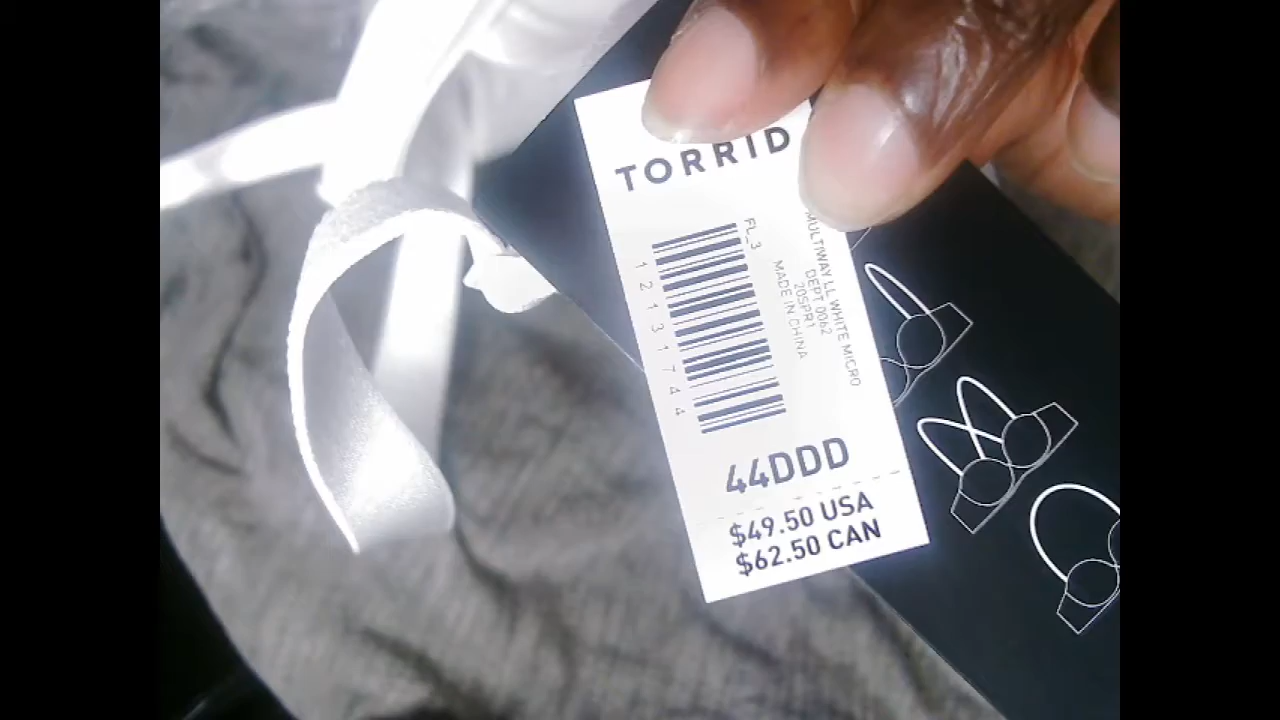 TORRID
FL_3
12131744
MULTIWAY LL WHITE MICRO
DEPT 0062
20SPR1
MADE IN CHINA
44DDD
$49.50 USA
$62.50 CAN